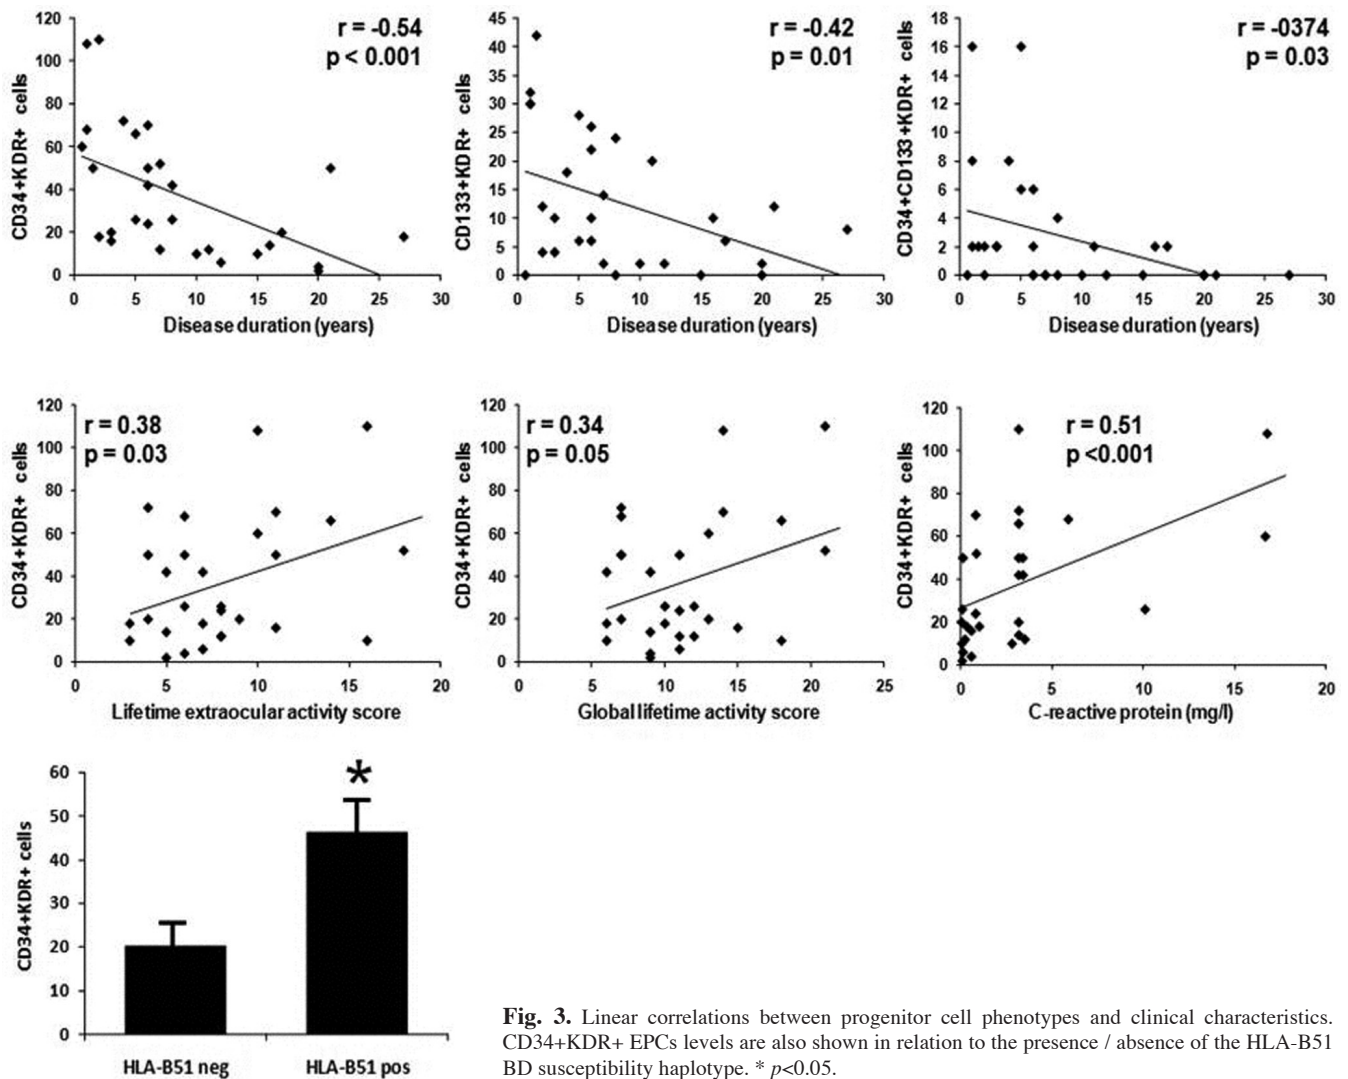 120
100
80
60
40
20
0
CD34+KDR+ cells
r = -0.54
p < 0.001
0 5 10 15 20 25 30
Disease duration (years)
45
40
35
30
25
20
15
10
5
0
CD133+KDR+ cells
r = -0.42
p = 0.01
0 5 10 15 20 25 30
Disease duration (years)
18
16
14
12
10
8
6
4
2
0
CD34+CD133+KDR+ cells
r = -0374
p = 0.03
0 5 10 15 20 25 30
Disease duration (years)
120
100
80
60
40
20
0
CD34+KDR+ cells
r = 0.38
p = 0.03
0 5 10 15 20
Lifetime extraocular activity score
120
100
80
60
40
20
0
CD34+KDR+ cells
r = 0.34
p = 0.05
0 5 10 15 20 25
Global lifetime activity score
120
100
80
60
40
20
0
CD34+KDR+ cells
r = 0.51
p <0.001
0 5 10 15 20
C-reactive protein (mg/l)
60
50
40
30
20
10
0
CD34+KDR+ cells
*
HLA-B51 neg HLA-B51 pos
Fig. 3. Linear correlations between progenitor cell phenotypes and clinical characteristics.
CD34+KDR+ EPCs levels are also shown in relation to the presence / absence of the HLA-B51
BD susceptibility haplotype. * p<0.05.